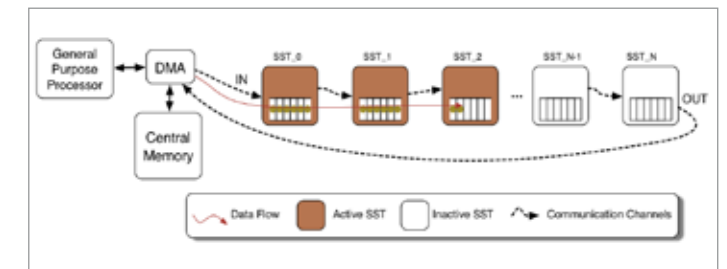 General
Purpose
Processor
DMA
Central
Memory
IN
SST_0
SST_1
SST_2
...
SST_N-1
SST_N
OUT
Data Flow
Active SST
Inactive SST
Communication Channels